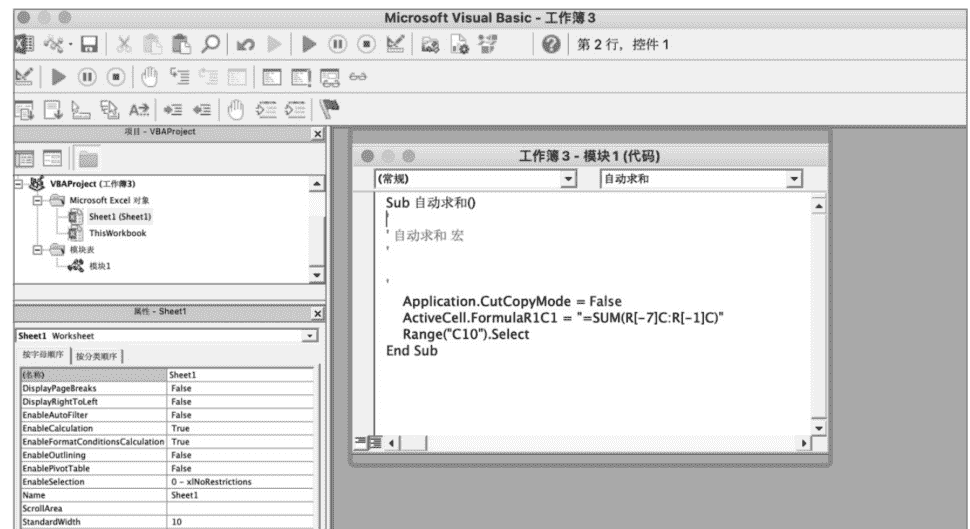 Microsoft Visual Basic - 工作簿3
第 2 行，控件 1
项目 - VBAProject
VBAProject (工作簿3)
Microsoft Excel 对象
Sheet1 (Sheet1)
ThisWorkbook
模块表
模块1
属性 - Sheet1
Sheet1 Worksheet
按字母顺序 按分类顺序
(名称) Sheet1
DisplayPageBreaks False
DisplayRightToLeft False
EnableAutoFilter False
EnableCalculation True
EnableFormatConditionsCalculation True
EnableOutlining False
EnablePivotTable False
EnableSelection 0 - xlNoRestrictions
Name Sheet1
ScrollArea
StandardWidth 10
工作簿3 - 模块1 (代码)
(常规) 自动求和
Sub 自动求和()
'
' 自动求和 宏
'
'
Application.CutCopyMode = False
ActiveCell.FormulaR1C1 = "=SUM(R[-7]C:R[-1]C)"
Range("C10").Select
End Sub